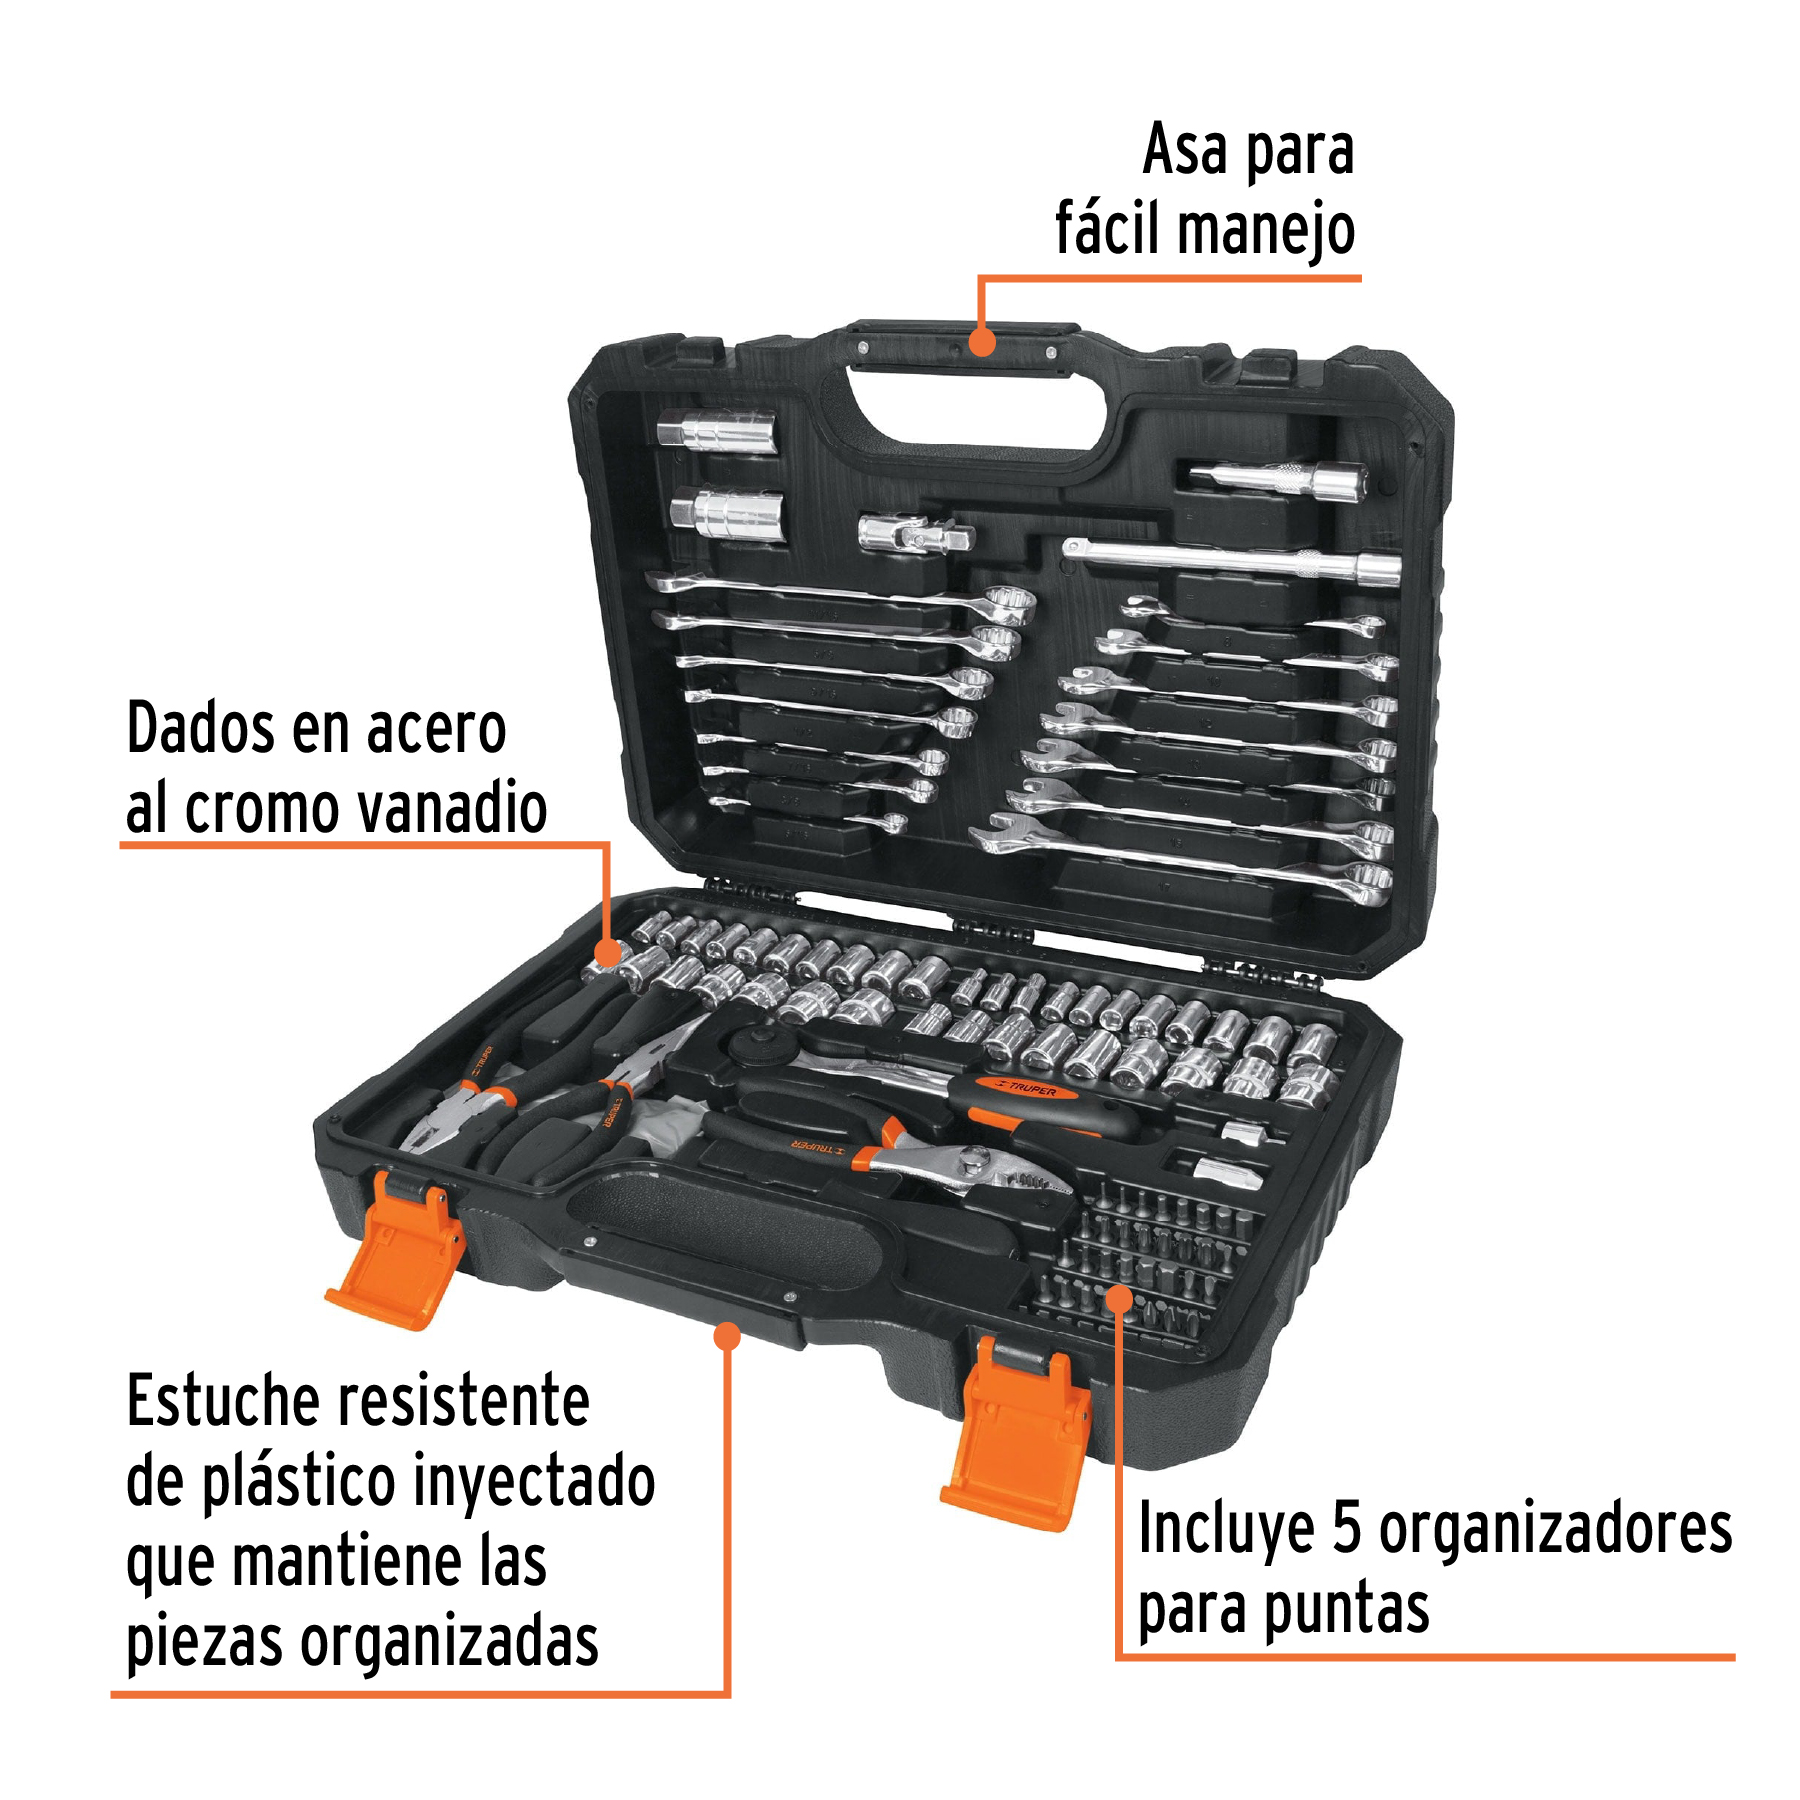 Asa para
fácil manejo
Dados en acero
al cromo vanadio
TRUPER
TRUPER
TRUPER
TRUPER
Estuche resistente
de plástico inyectado
que mantiene las
piezas organizadas
Incluye 5 organizadores
para puntas